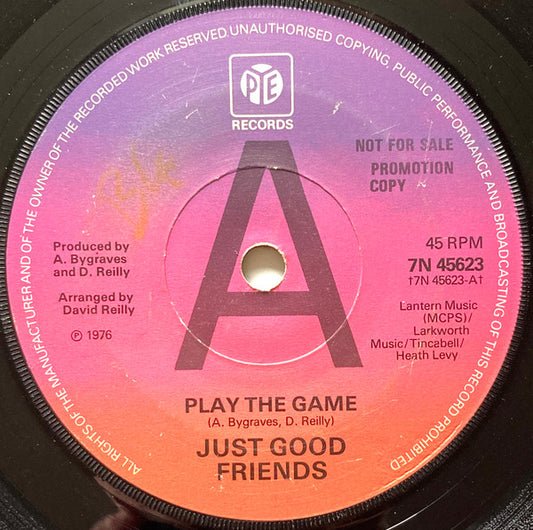 ALL RIGHTS OF THE MANUFACTURER AND OF THE OWNER OF THE RECORDED WORK RESERVED UNAUTHORISED COPYING, PUBLIC PERFORMANCE AND BROADCASTING OF THIS RECORD PROHIBITED
PYE
RECORDS
NOT FOR SALE
PROMOTION
COPY
A
Produced by
A. Bygraves
and D. Reilly
Arranged by
David Reilly
℗ 1976
45 RPM
7N 45623
†7N 45623-A†
Lantern Music
(MCPS)/
Larkworth
Music/Tincabell/
Heath Levy
PLAY THE GAME
(A. Bygraves, D. Reilly)
JUST GOOD
FRIENDS